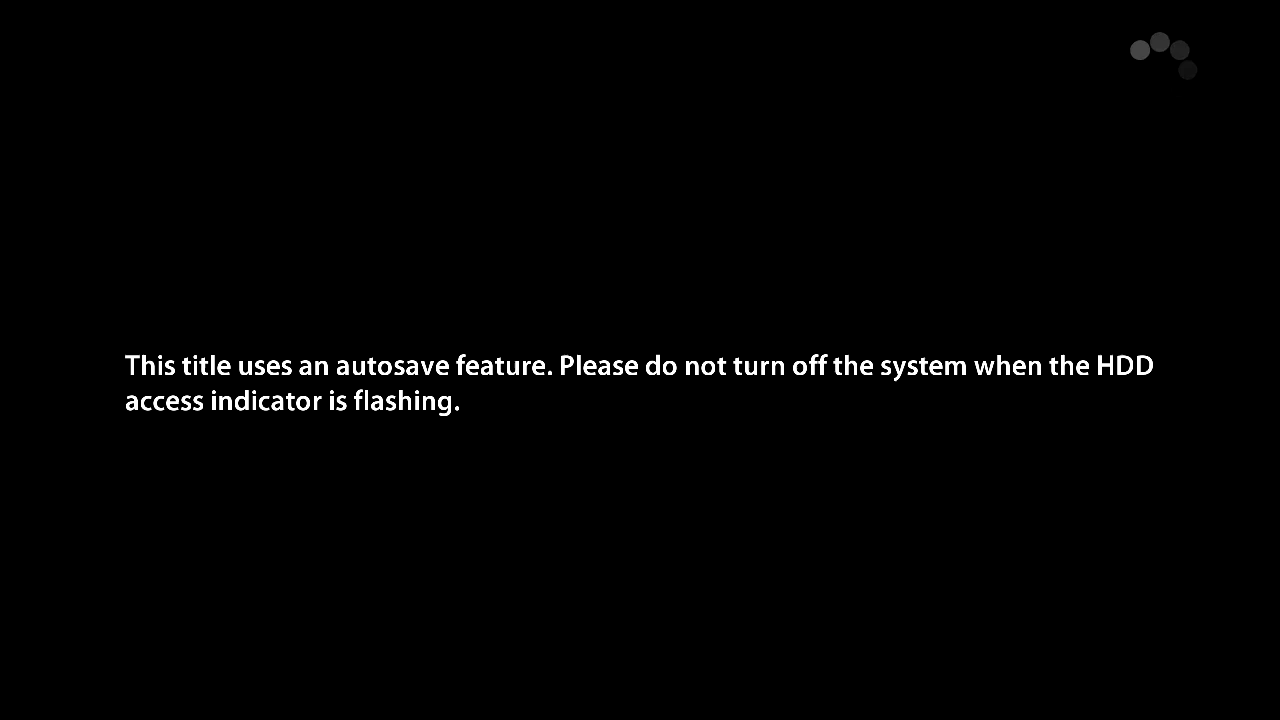 This title uses an autosave feature. Please do not turn off the system when the HDD
access indicator is flashing.